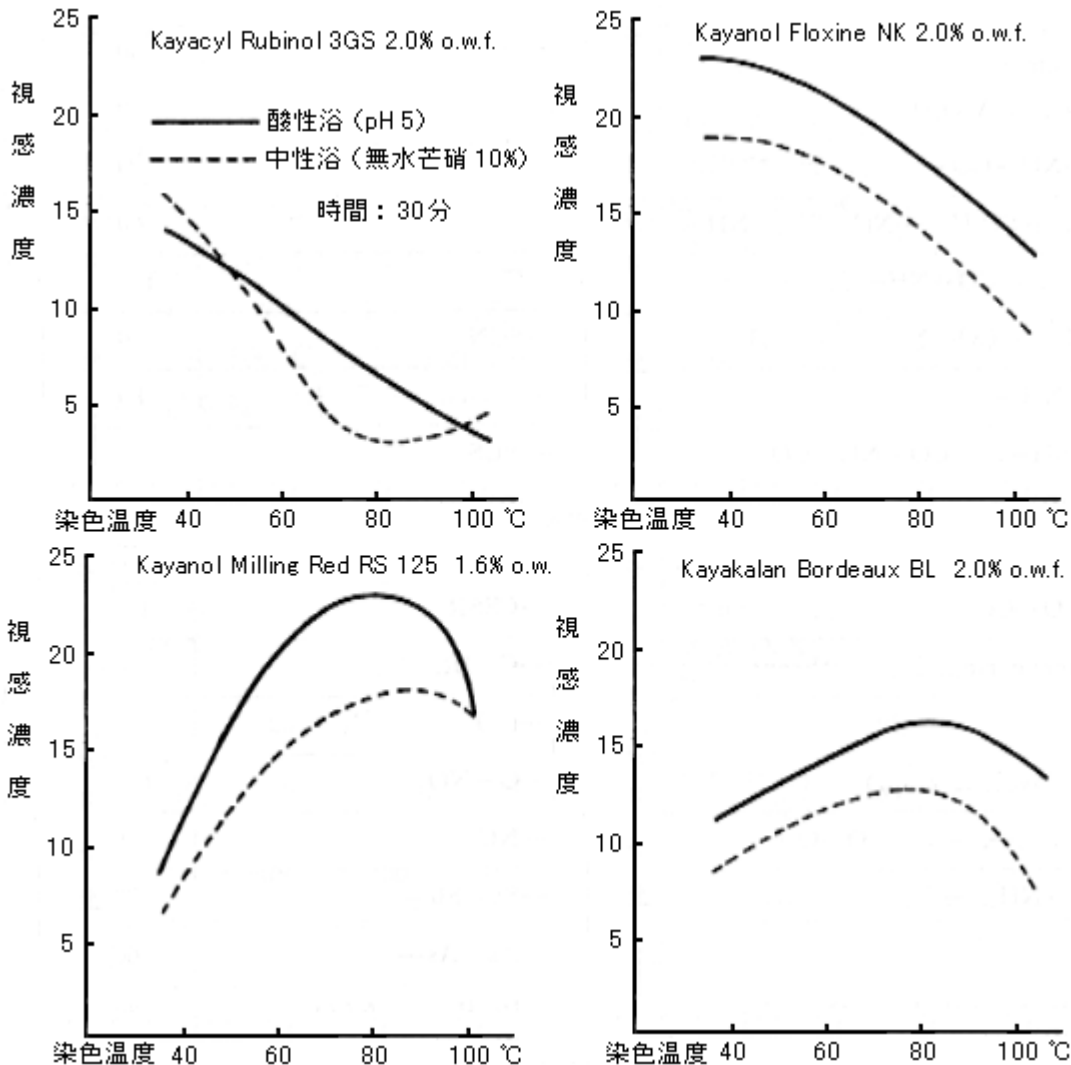 25
Kayacyl Rubinol 3GS 2.0% o.w.f.
視感濃度
20
酸性浴（pH 5）
中性浴（無水芒硝 10%）
時間：30分
15
10
5
染色温度 40 60 80 100 ℃
25
Kayanol Floxine NK 2.0% o.w.f.
視感濃度
20
15
10
5
染色温度 40 60 80 100 ℃
25
Kayanol Milling Red RS 125 1.6% o.w.
視感濃度
20
15
10
5
染色温度 40 60 80 100 ℃
25
Kayakalan Bordeaux BL 2.0% o.w.f.
視感濃度
20
15
10
5
染色温度 40 60 80 100 ℃